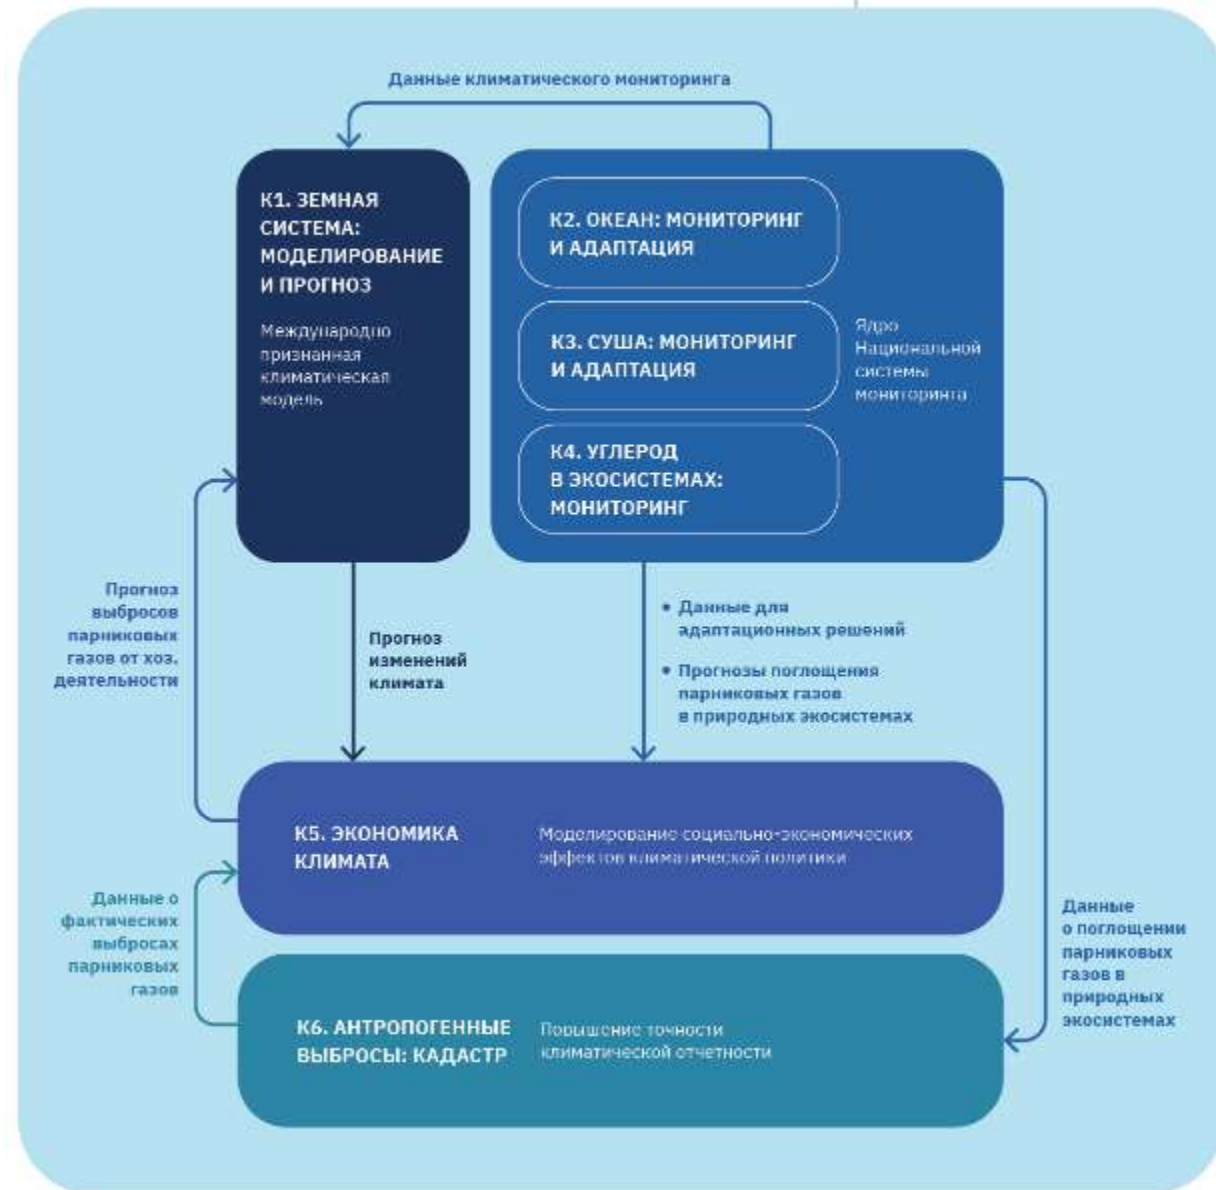 Данные климатического мониторинга
К1. ЗЕМНАЯ
СИСТЕМА:
МОДЕЛИРОВАНИЕ
И ПРОГНОЗ
Международно
признанная
климатическая
модель
К2. ОКЕАН: МОНИТОРИНГ
И АДАПТАЦИЯ
К3. СУША: МОНИТОРИНГ
И АДАПТАЦИЯ
К4. УГЛЕРОД
В ЭКОСИСТЕМАХ:
МОНИТОРИНГ
Ядро
Национальной
системы
мониторинга
Прогноз
выбросов
парниковых
газов от хоз.
деятельности
Прогноз
изменений
климата
• Данные для
адаптационных решений
• Прогнозы поглощения
парниковых газов
в природных экосистемах
К5. ЭКОНОМИКА
КЛИМАТА
Моделирование социально-экономических
эффектов климатической политики
Данные о
фактических
выбросах
парниковых
газов
К6. АНТРОПОГЕННЫЕ
ВЫБРОСЫ: КАДАСТР
Повышение точности
климатической отчетности
Данные
о поглощении
парниковых
газов в
природных
экосистемах